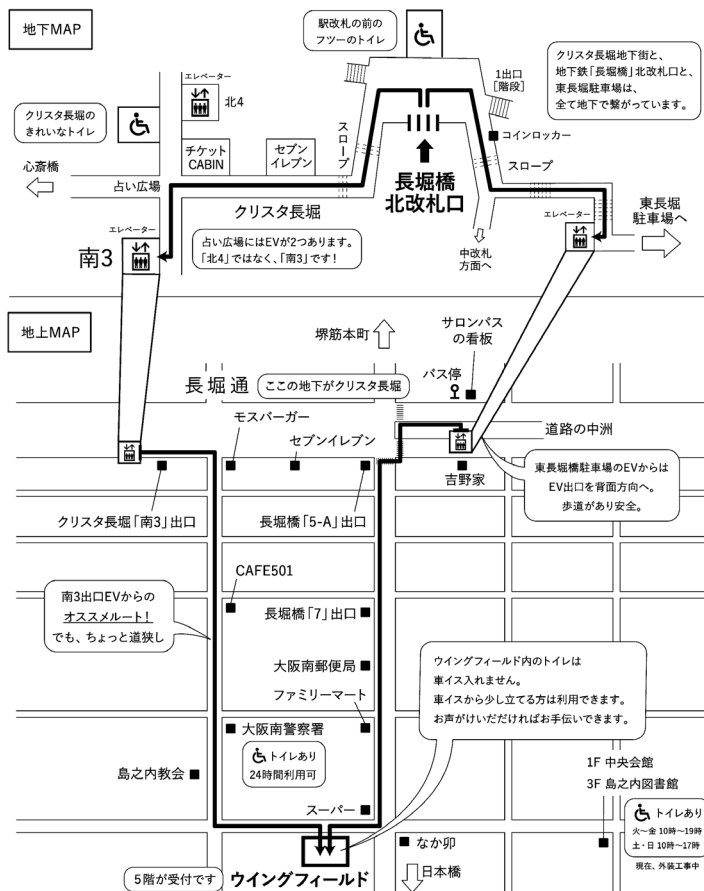 地下MAP
駅改札の前の
フツーのトイレ
1出口
[階段]
クリスタ長堀地下街と、
地下鉄「長堀橋」北改札口と、
東長堀駐車場は、
全て地下で繋がっています。
エレベーター
北4
クリスタ長堀の
きれいなトイレ
チケット
CABIN
セブン
イレブン
スロープ
コインロッカー
スロープ
心斎橋
占い広場
クリスタ長堀
長堀橋
北改札口
東長堀
駐車場へ
エレベーター
南3
占い広場にはEVが2つあります。
「北4」ではなく、「南3」です!
中改札
方面へ
エレベーター
地上MAP
堺筋本町
サロンパス
の看板
長堀通
ここの地下がクリスタ長堀
バス停
モスバーガー
セブンイレブン
道路の中洲
吉野家
東長堀橋駐車場のEVからは
EV出口を背面方向へ。
歩道があり安全。
クリスタ長堀「南3」出口
長堀橋「5-A」出口
CAFE501
南3出口EVからの
オススメルート!
でも、ちょっと道狭し
長堀橋「7」出口
大阪南郵便局
ファミリーマート
ウイングフィールド内のトイレは
車イス入れません。
車イスから少し立てる方は利用できます。
お声がけいだだければお手伝いできます。
大阪南警察署
トイレあり
24時間利用可
島之内教会
1F 中央会館
3F 島之内図書館
スーパー
トイレあり
火〜金 10時〜19時
土・日 10時〜17時
現在、外装工事中
なか卯
5階が受付です
ウイングフィールド
日本橋